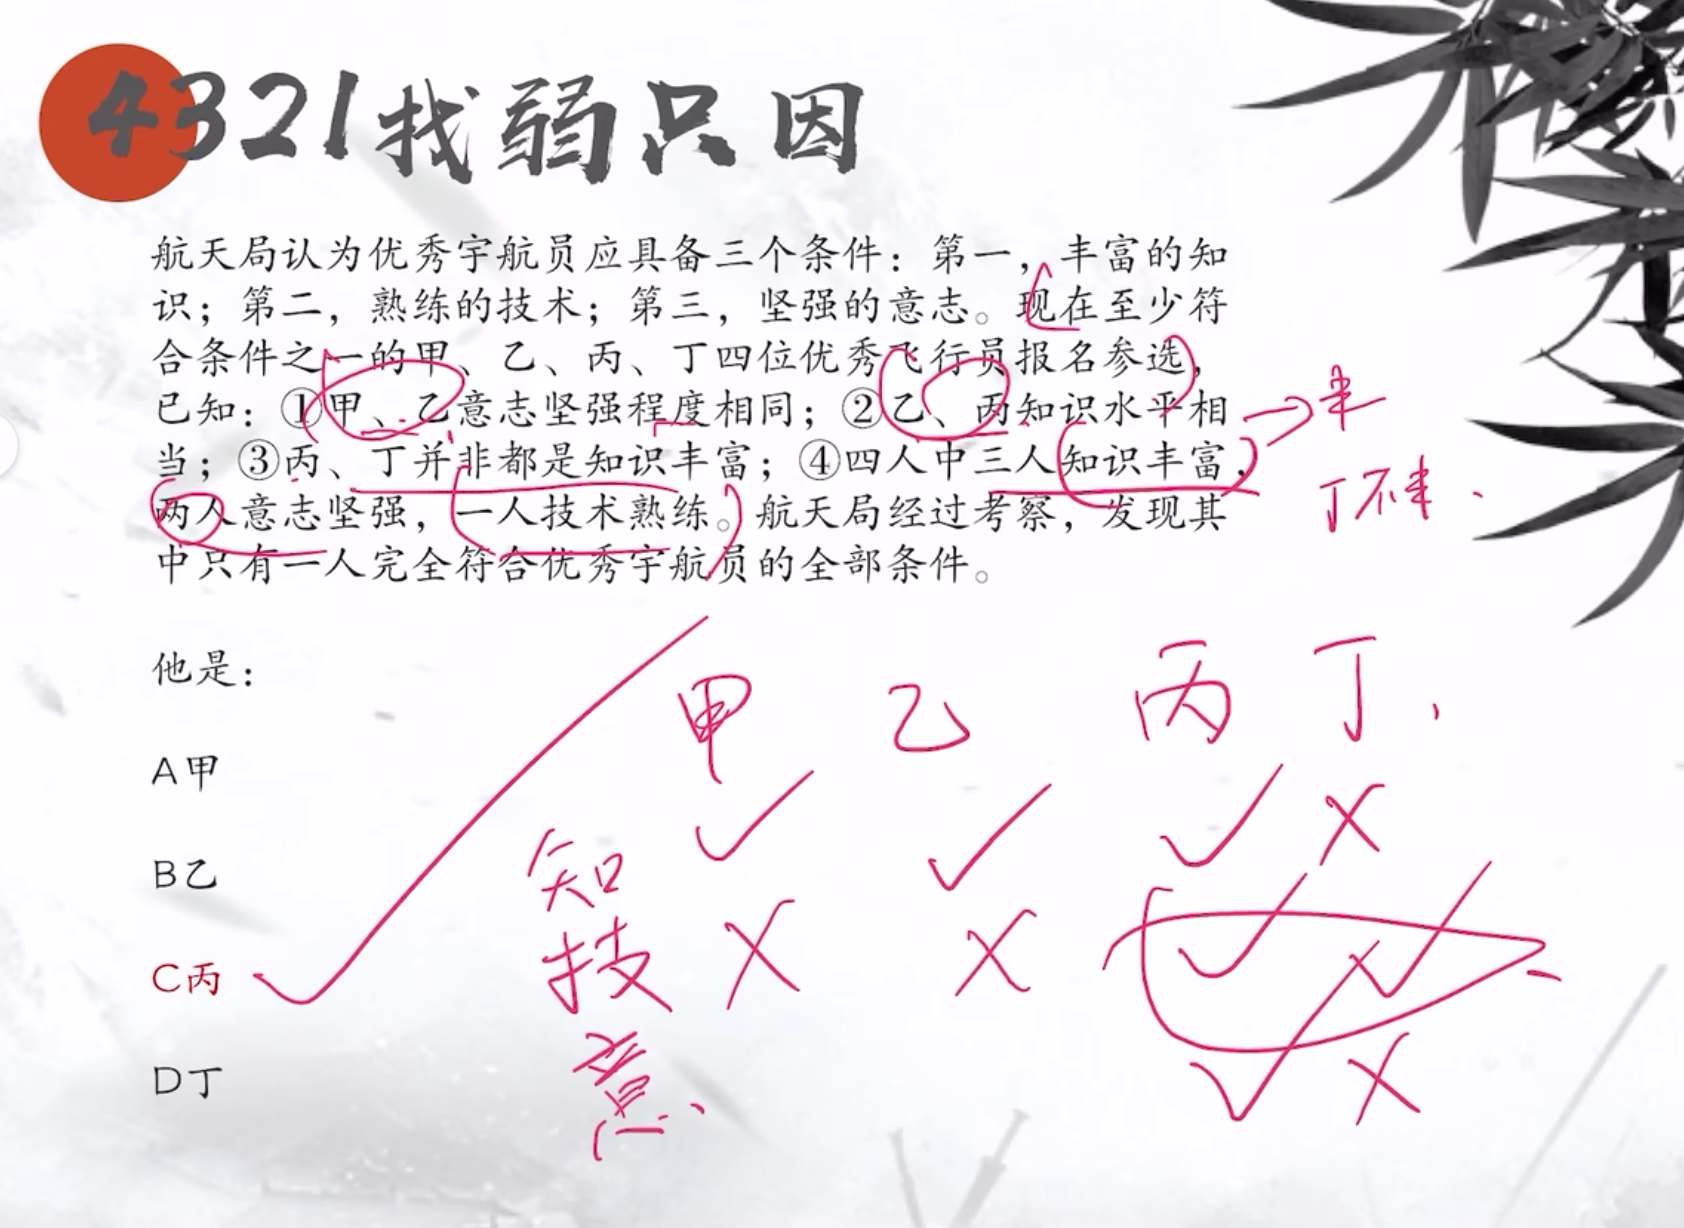 4321找弱只因
航天局认为优秀宇航员应具备三个条件：第一，丰富的知
识；第二，熟练的技术；第三，坚强的意志。现在至少符
合条件之一的甲、乙、丙、丁四位优秀飞行员报名参选，
已知：①甲、乙意志坚强程度相同；②乙、丙知识水平相
当；③丙、丁并非都是知识丰富；④四人中三人知识丰富，
两人意志坚强，一人技术熟练。航天局经过考察，发现其
中只有一人完全符合优秀宇航员的全部条件。
丁不丰
他是：
甲 乙 丙 丁
A甲
B乙
知
C丙
技
意
D丁